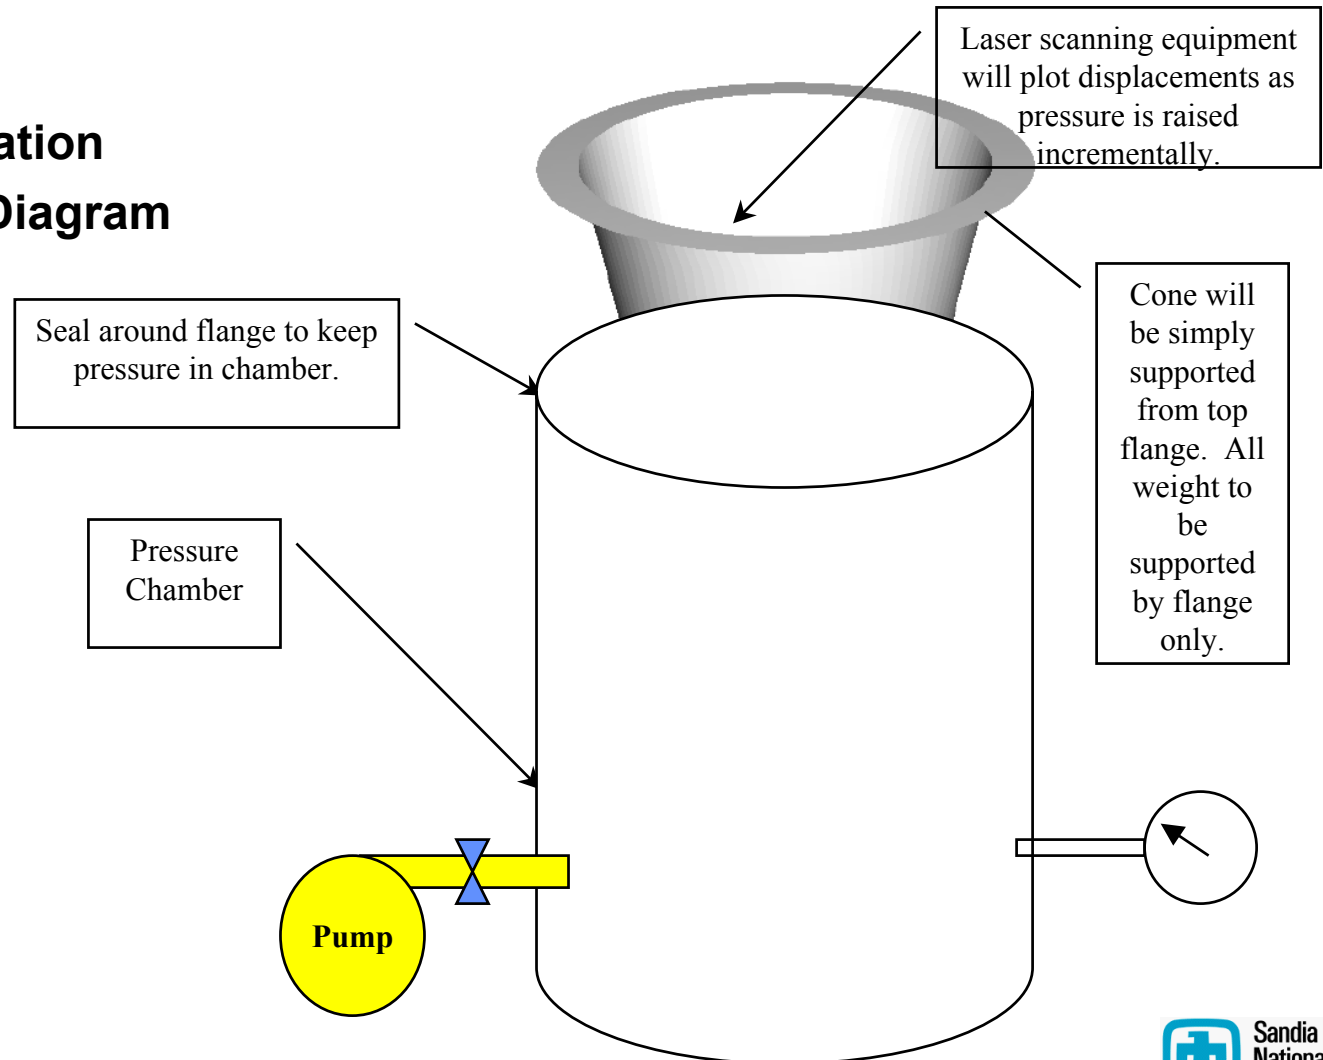 ation
Diagram
Laser scanning equipment
will plot displacements as
pressure is raised
incrementally.
Seal around flange to keep
pressure in chamber.
Cone will
be simply
supported
from top
flange. All
weight to
be
supported
by flange
only.
Pressure
Chamber
Pump
Sandia
National